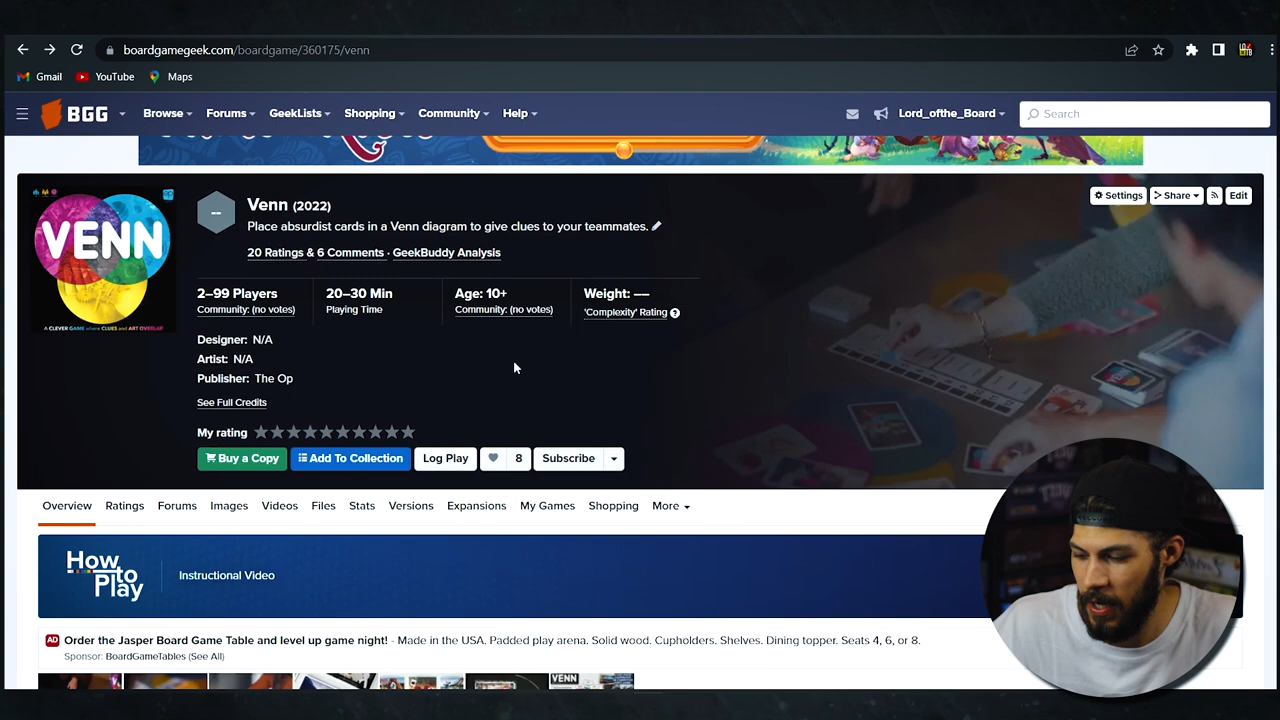 boardgamegeek.com/boardgame/360175/venn
Gmail YouTube Maps
BGG Browse Forums GeekLists Shopping Community Help Lord_ofthe_Board Search
VENN
A CLEVER GAME where CLUES and ART OVERLAP
--
Venn (2022)
Settings Share Edit
Place absurdist cards in a Venn diagram to give clues to your teammates.
20 Ratings & 6 Comments · GeekBuddy Analysis
2–99 Players 20–30 Min Age: 10+ Weight: ––
Community: (no votes) Playing Time Community: (no votes) 'Complexity' Rating ?
Designer: N/A
Artist: N/A
Publisher: The Op
See Full Credits
My rating
Buy a Copy Add To Collection Log Play 8 Subscribe
Overview Ratings Forums Images Videos Files Stats Versions Expansions My Games Shopping More
How to Play Instructional Video
AD Order the Jasper Board Game Table and level up game night! - Made in the USA. Padded play arena. Solid wood. Cupholders. Shelves. Dining topper. Seats 4, 6, or 8.
Sponsor: BoardGameTables (See All)
VENN